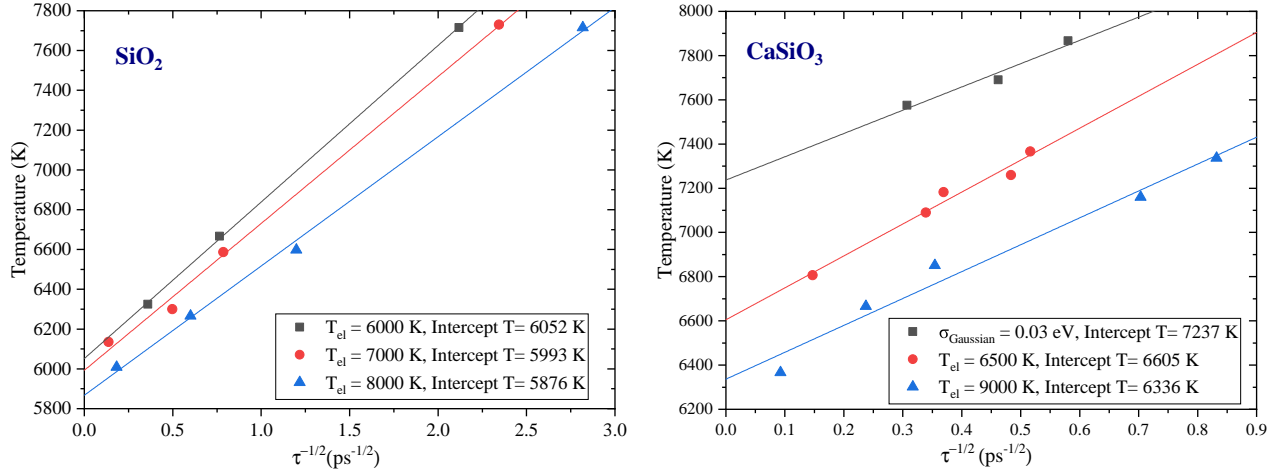 SiO₂
Temperature (K)
7800
7600
7400
7200
7000
6800
6600
6400
6200
6000
5800
0.0 0.5 1.0 1.5 2.0 2.5 3.0
τ⁻¹/²(ps⁻¹/²)
T_el = 6000 K, Intercept T= 6052 K
T_el = 7000 K, Intercept T= 5993 K
T_el = 8000 K, Intercept T= 5876 K
CaSiO₃
Temperature (K)
8000
7800
7600
7400
7200
7000
6800
6600
6400
6200
0.0 0.1 0.2 0.3 0.4 0.5 0.6 0.7 0.8 0.9
τ⁻¹/²(ps⁻¹/²)
σ_Gaussian = 0.03 eV, Intercept T= 7237 K
T_el = 6500 K, Intercept T= 6605 K
T_el = 9000 K, Intercept T= 6336 K